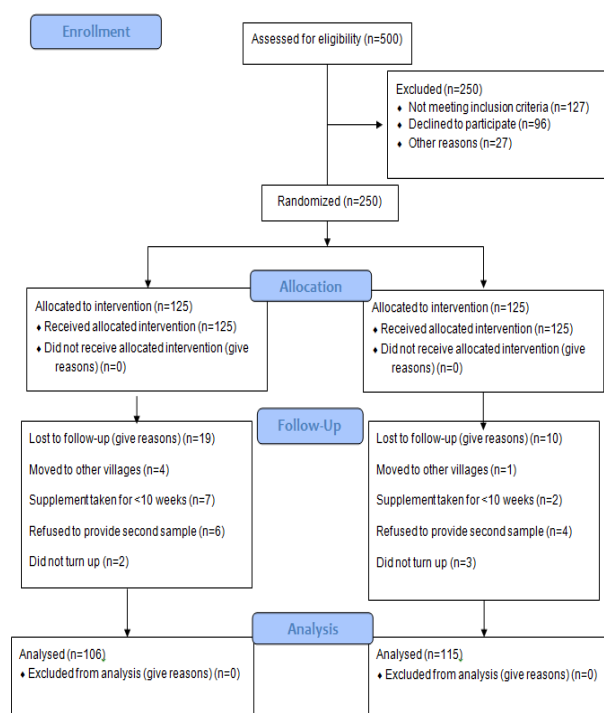 Enrollment
Assessed for eligibility (n=500)
Excluded (n=250)
♦ Not meeting inclusion criteria (n=127)
♦ Declined to participate (n=96)
♦ Other reasons (n=27)
Randomized (n=250)
Allocation
Allocated to intervention (n=125)
♦ Received allocated intervention (n=125)
♦ Did not receive allocated intervention (give
reasons) (n=0)
Allocated to intervention (n=125)
♦ Received allocated intervention (n=125)
♦ Did not receive allocated intervention (give
reasons) (n=0)
Follow-Up
Lost to follow-up (give reasons) (n=19)
Moved to other villages (n=4)
Supplement taken for <10 weeks (n=7)
Refused to provide second sample (n=6)
Did not turn up (n=2)
Lost to follow-up (give reasons) (n=10)
Moved to other villages (n=1)
Supplement taken for <10 weeks (n=2)
Refused to provide second sample (n=4)
Did not turn up (n=3)
Analysis
Analysed (n=106)
♦ Excluded from analysis (give reasons) (n=0)
Analysed (n=115)
♦ Excluded from analysis (give reasons) (n=0)